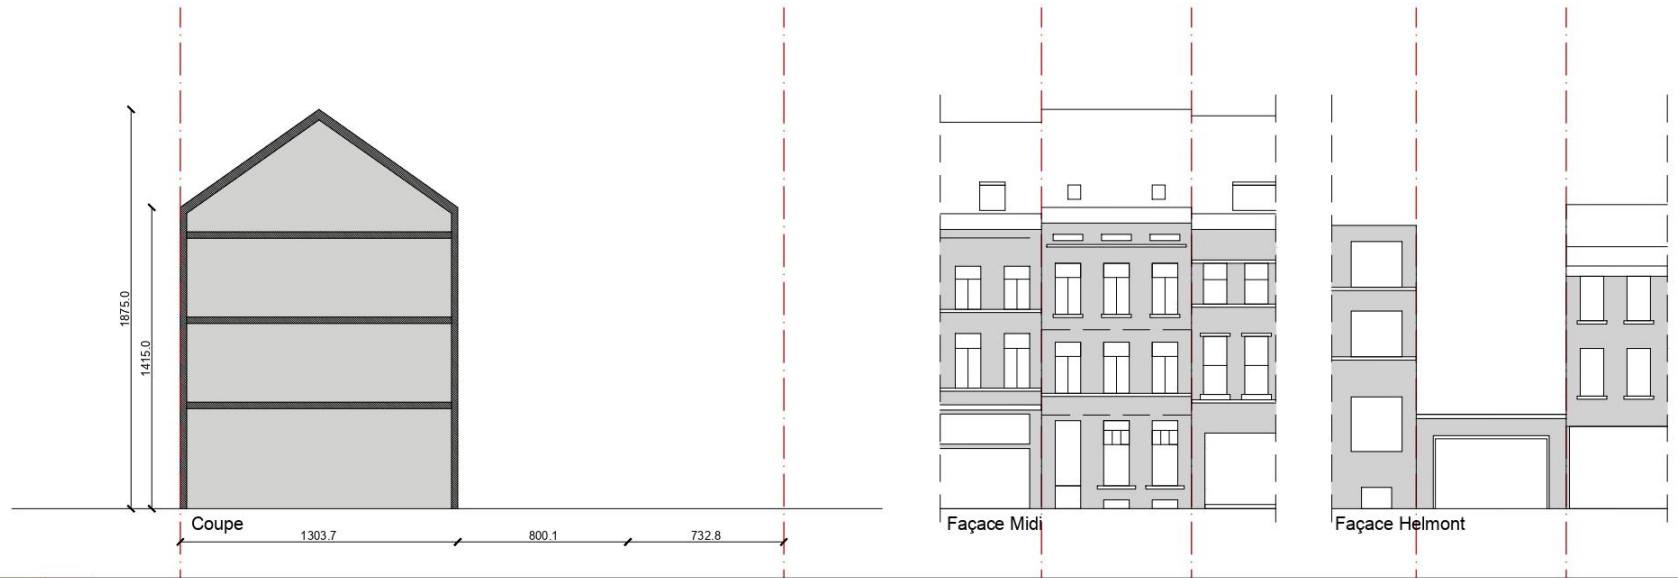 1875.0
1415.0
Coupe
1303.7
800.1
732.8
Façace Midi
Façace Helmont